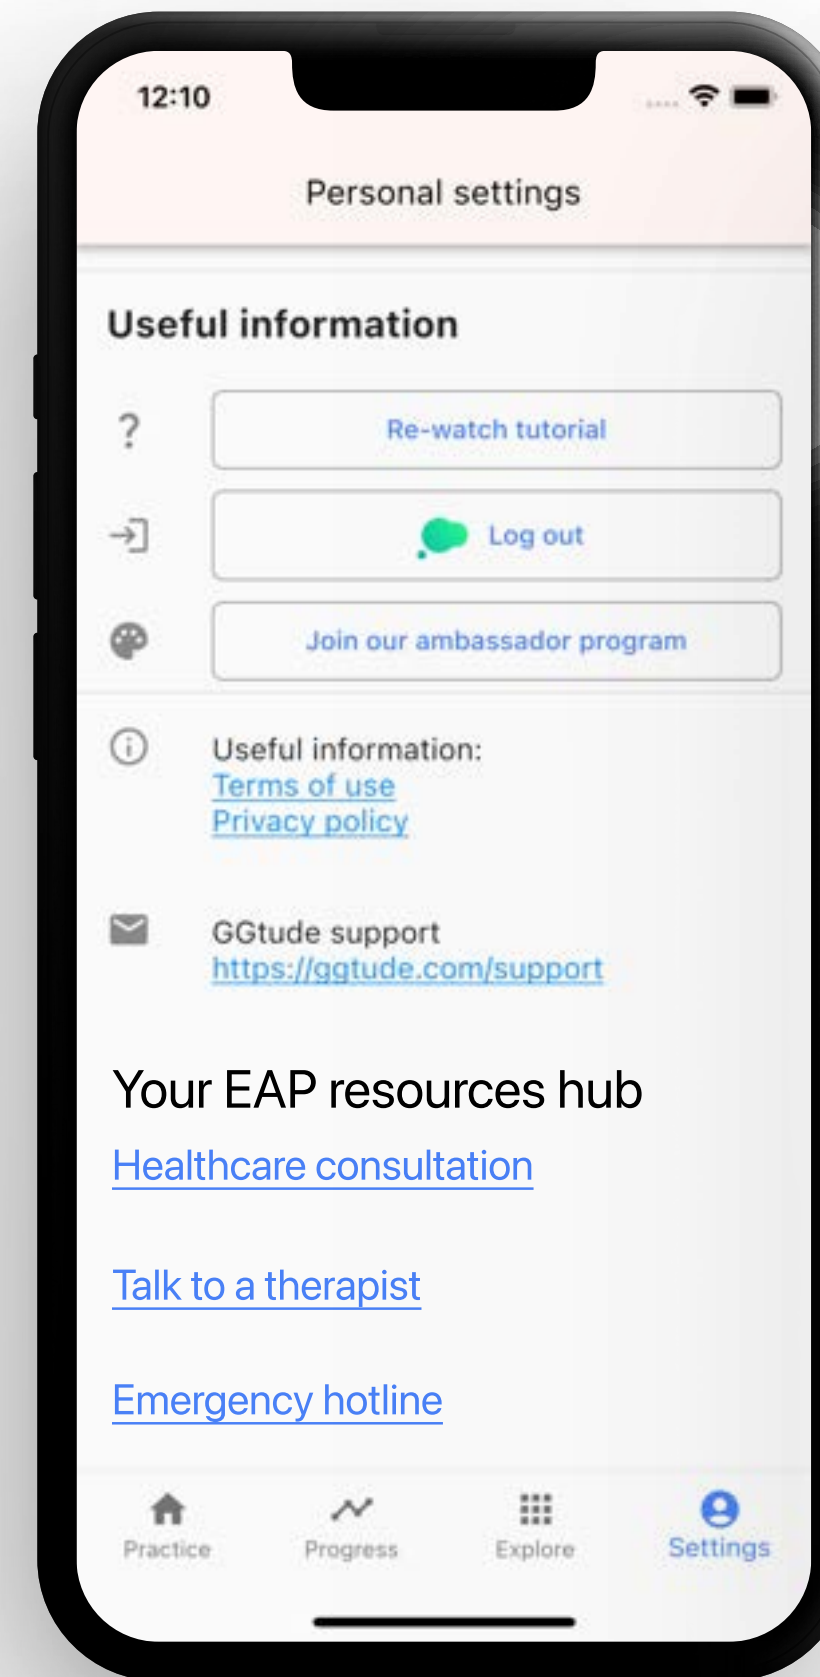 12:10
Personal settings
Useful information
?
Re-watch tutorial
Log out
Join our ambassador program
Useful information:
Terms of use
Privacy policy
GGtude support
https://ggtude.com/support
Your EAP resources hub
Healthcare consultation
Talk to a therapist
Emergency hotline
Practice Progress Explore Settings